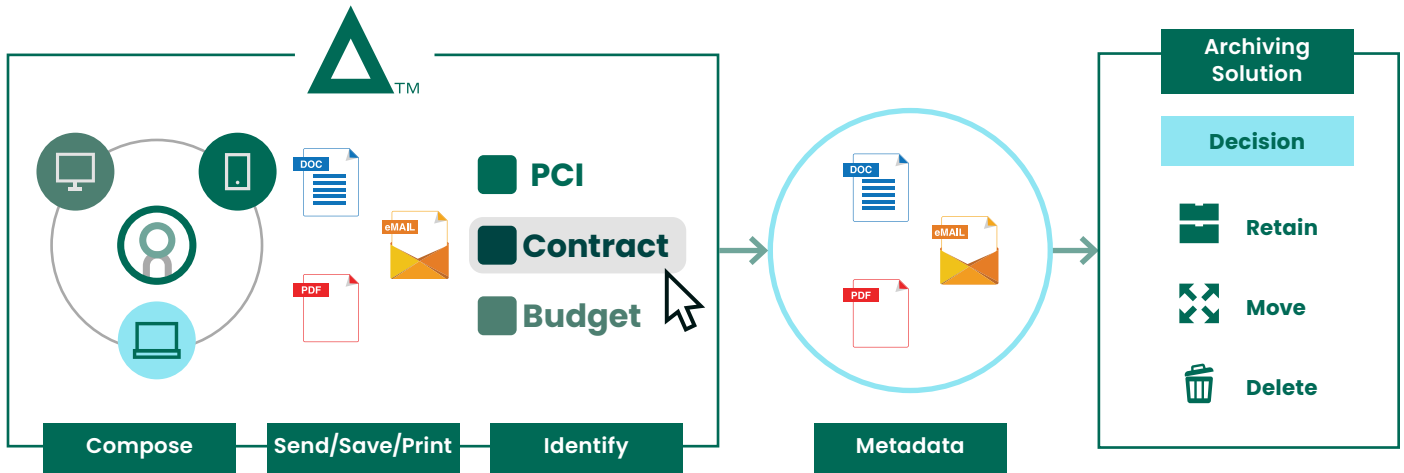 TM
DOC
eMAIL
PDF
PCI
Contract
Budget
Compose
Send/Save/Print
Identify
DOC
eMAIL
PDF
Metadata
Archiving
Solution
Decision
Retain
Move
Delete